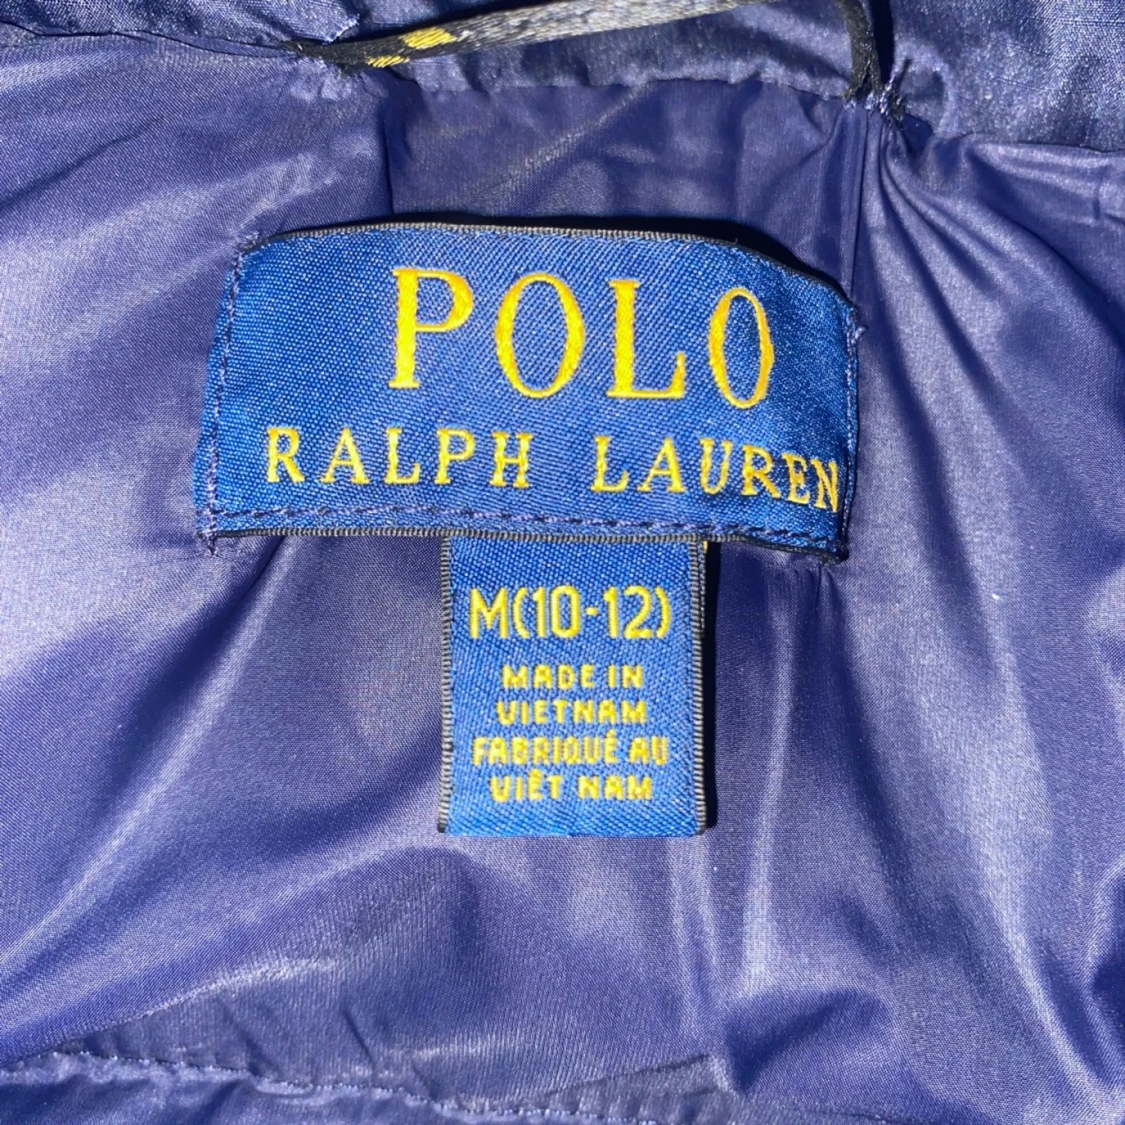 POLO
RALPH LAUREN
M(10-12)
MADE IN
VIETNAM
FABRIQUÉ AU
VIÊT NAM